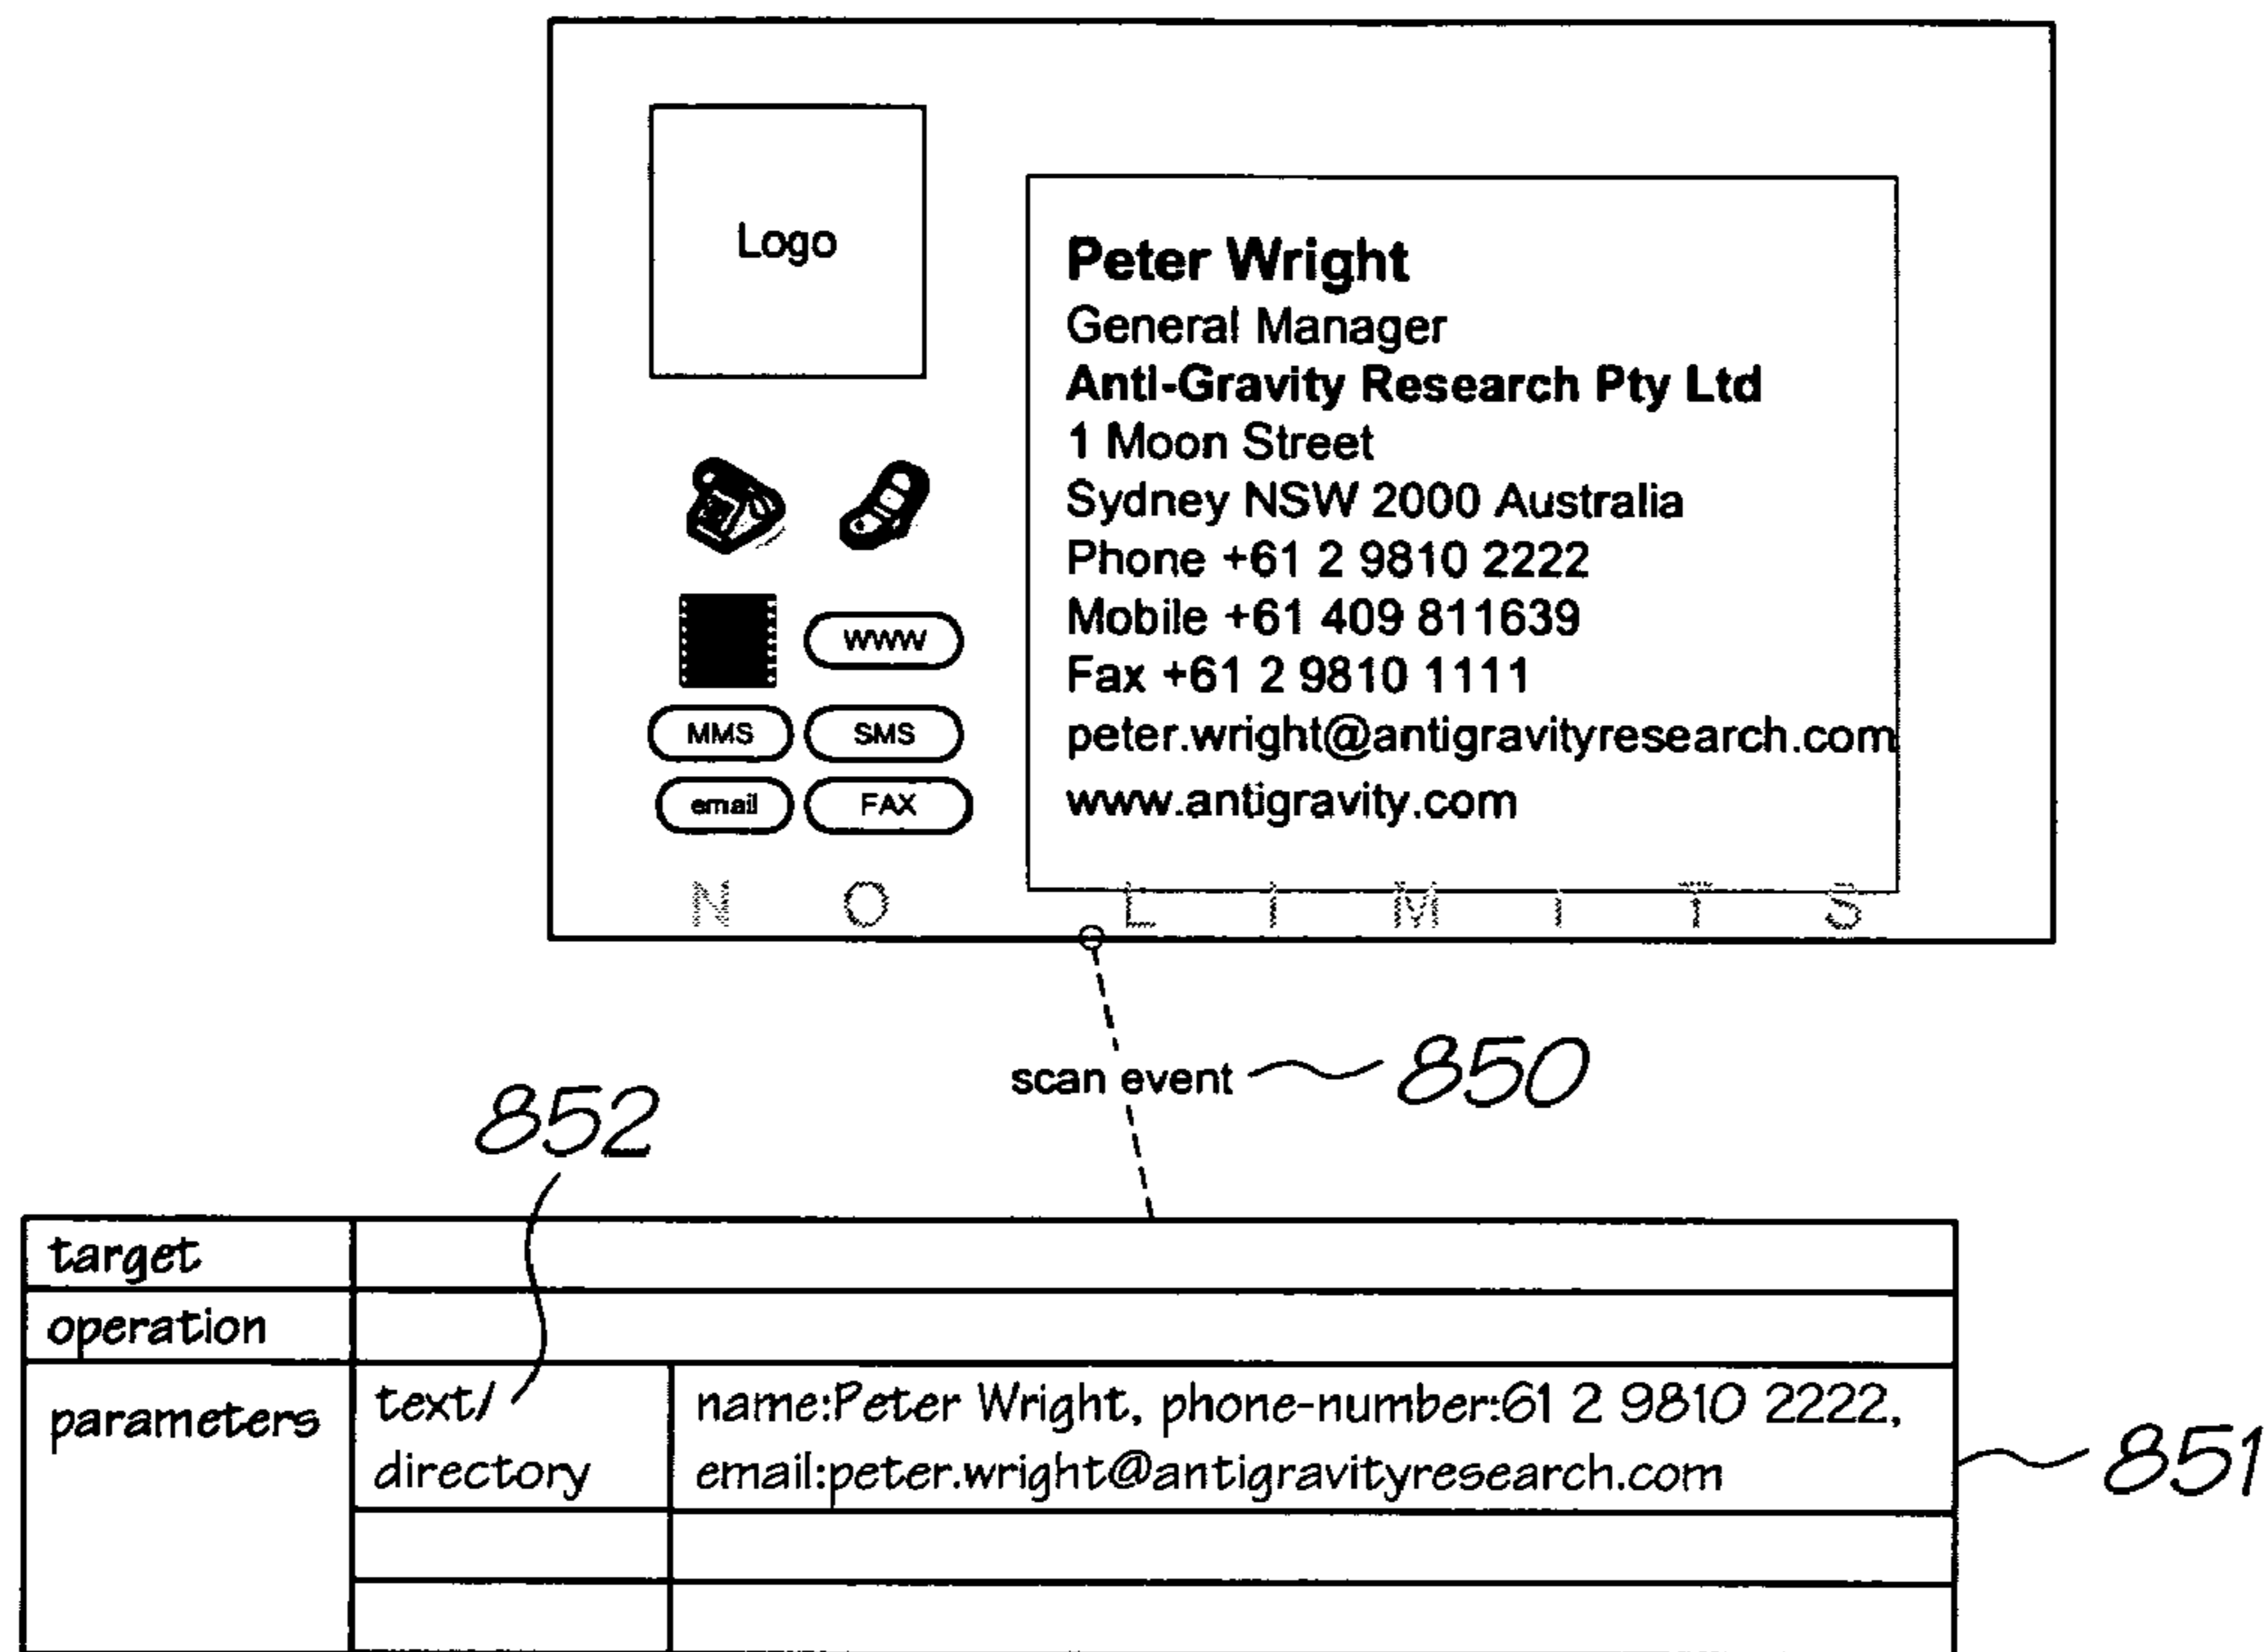 Logo
Peter Wright
General Manager
Anti-Gravity Research Pty Ltd
1 Moon Street
Sydney NSW 2000 Australia
Phone +61 2 9810 2222
Mobile +61 409 811639
Fax +61 2 9810 1111
peter.wright@antigravityresearch.com
www.antigravity.com
WWW
MMS SMS
email FAX
N O L I M I T S
scan event 850
852
target
operation
parameters
text/
directory
name:Peter Wright, phone-number:61 2 9810 2222,
email:peter.wright@antigravityresearch.com
851